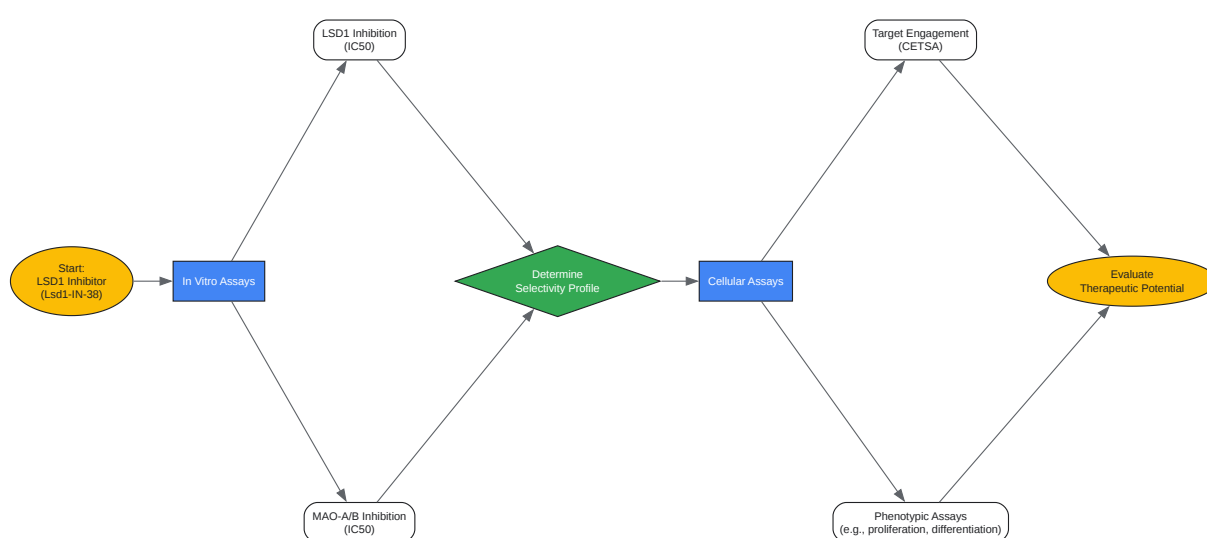 LSD1 Inhibition
(IC50)
Target Engagement
(CETSA)
Start:
LSD1 Inhibitor
(Lsd1-IN-38)
In Vitro Assays
Determine
Selectivity Profile
Cellular Assays
Evaluate
Therapeutic Potential
MAO-A/B Inhibition
(IC50)
Phenotypic Assays
(e.g., proliferation, differentiation)